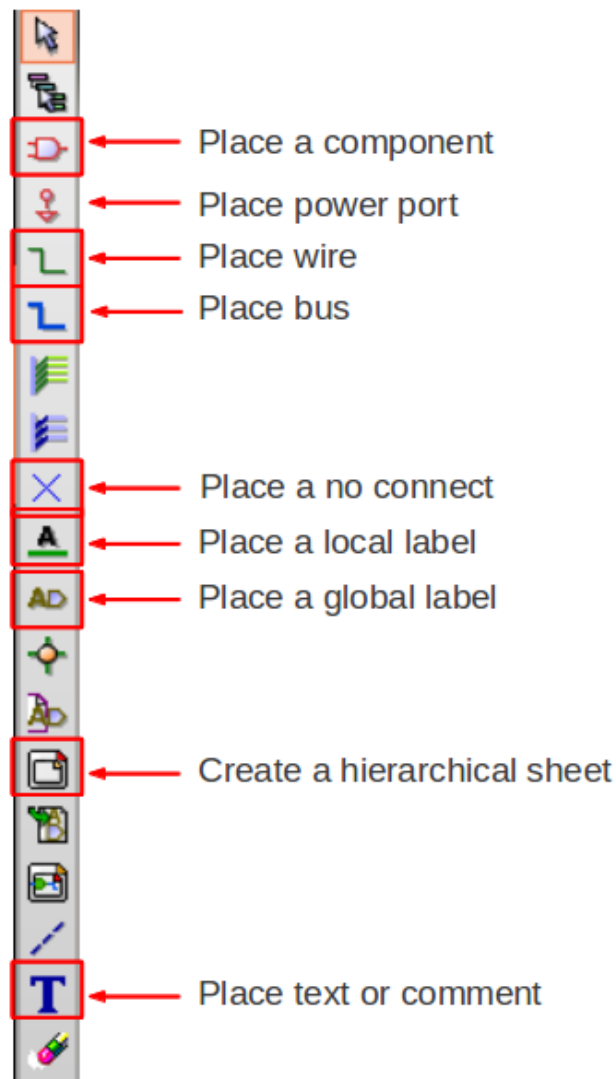 Place a component
Place power port
Place wire
Place bus
Place a no connect
A
Place a local label
A
Place a global label
A
Create a hierarchical sheet
A
T
Place text or comment